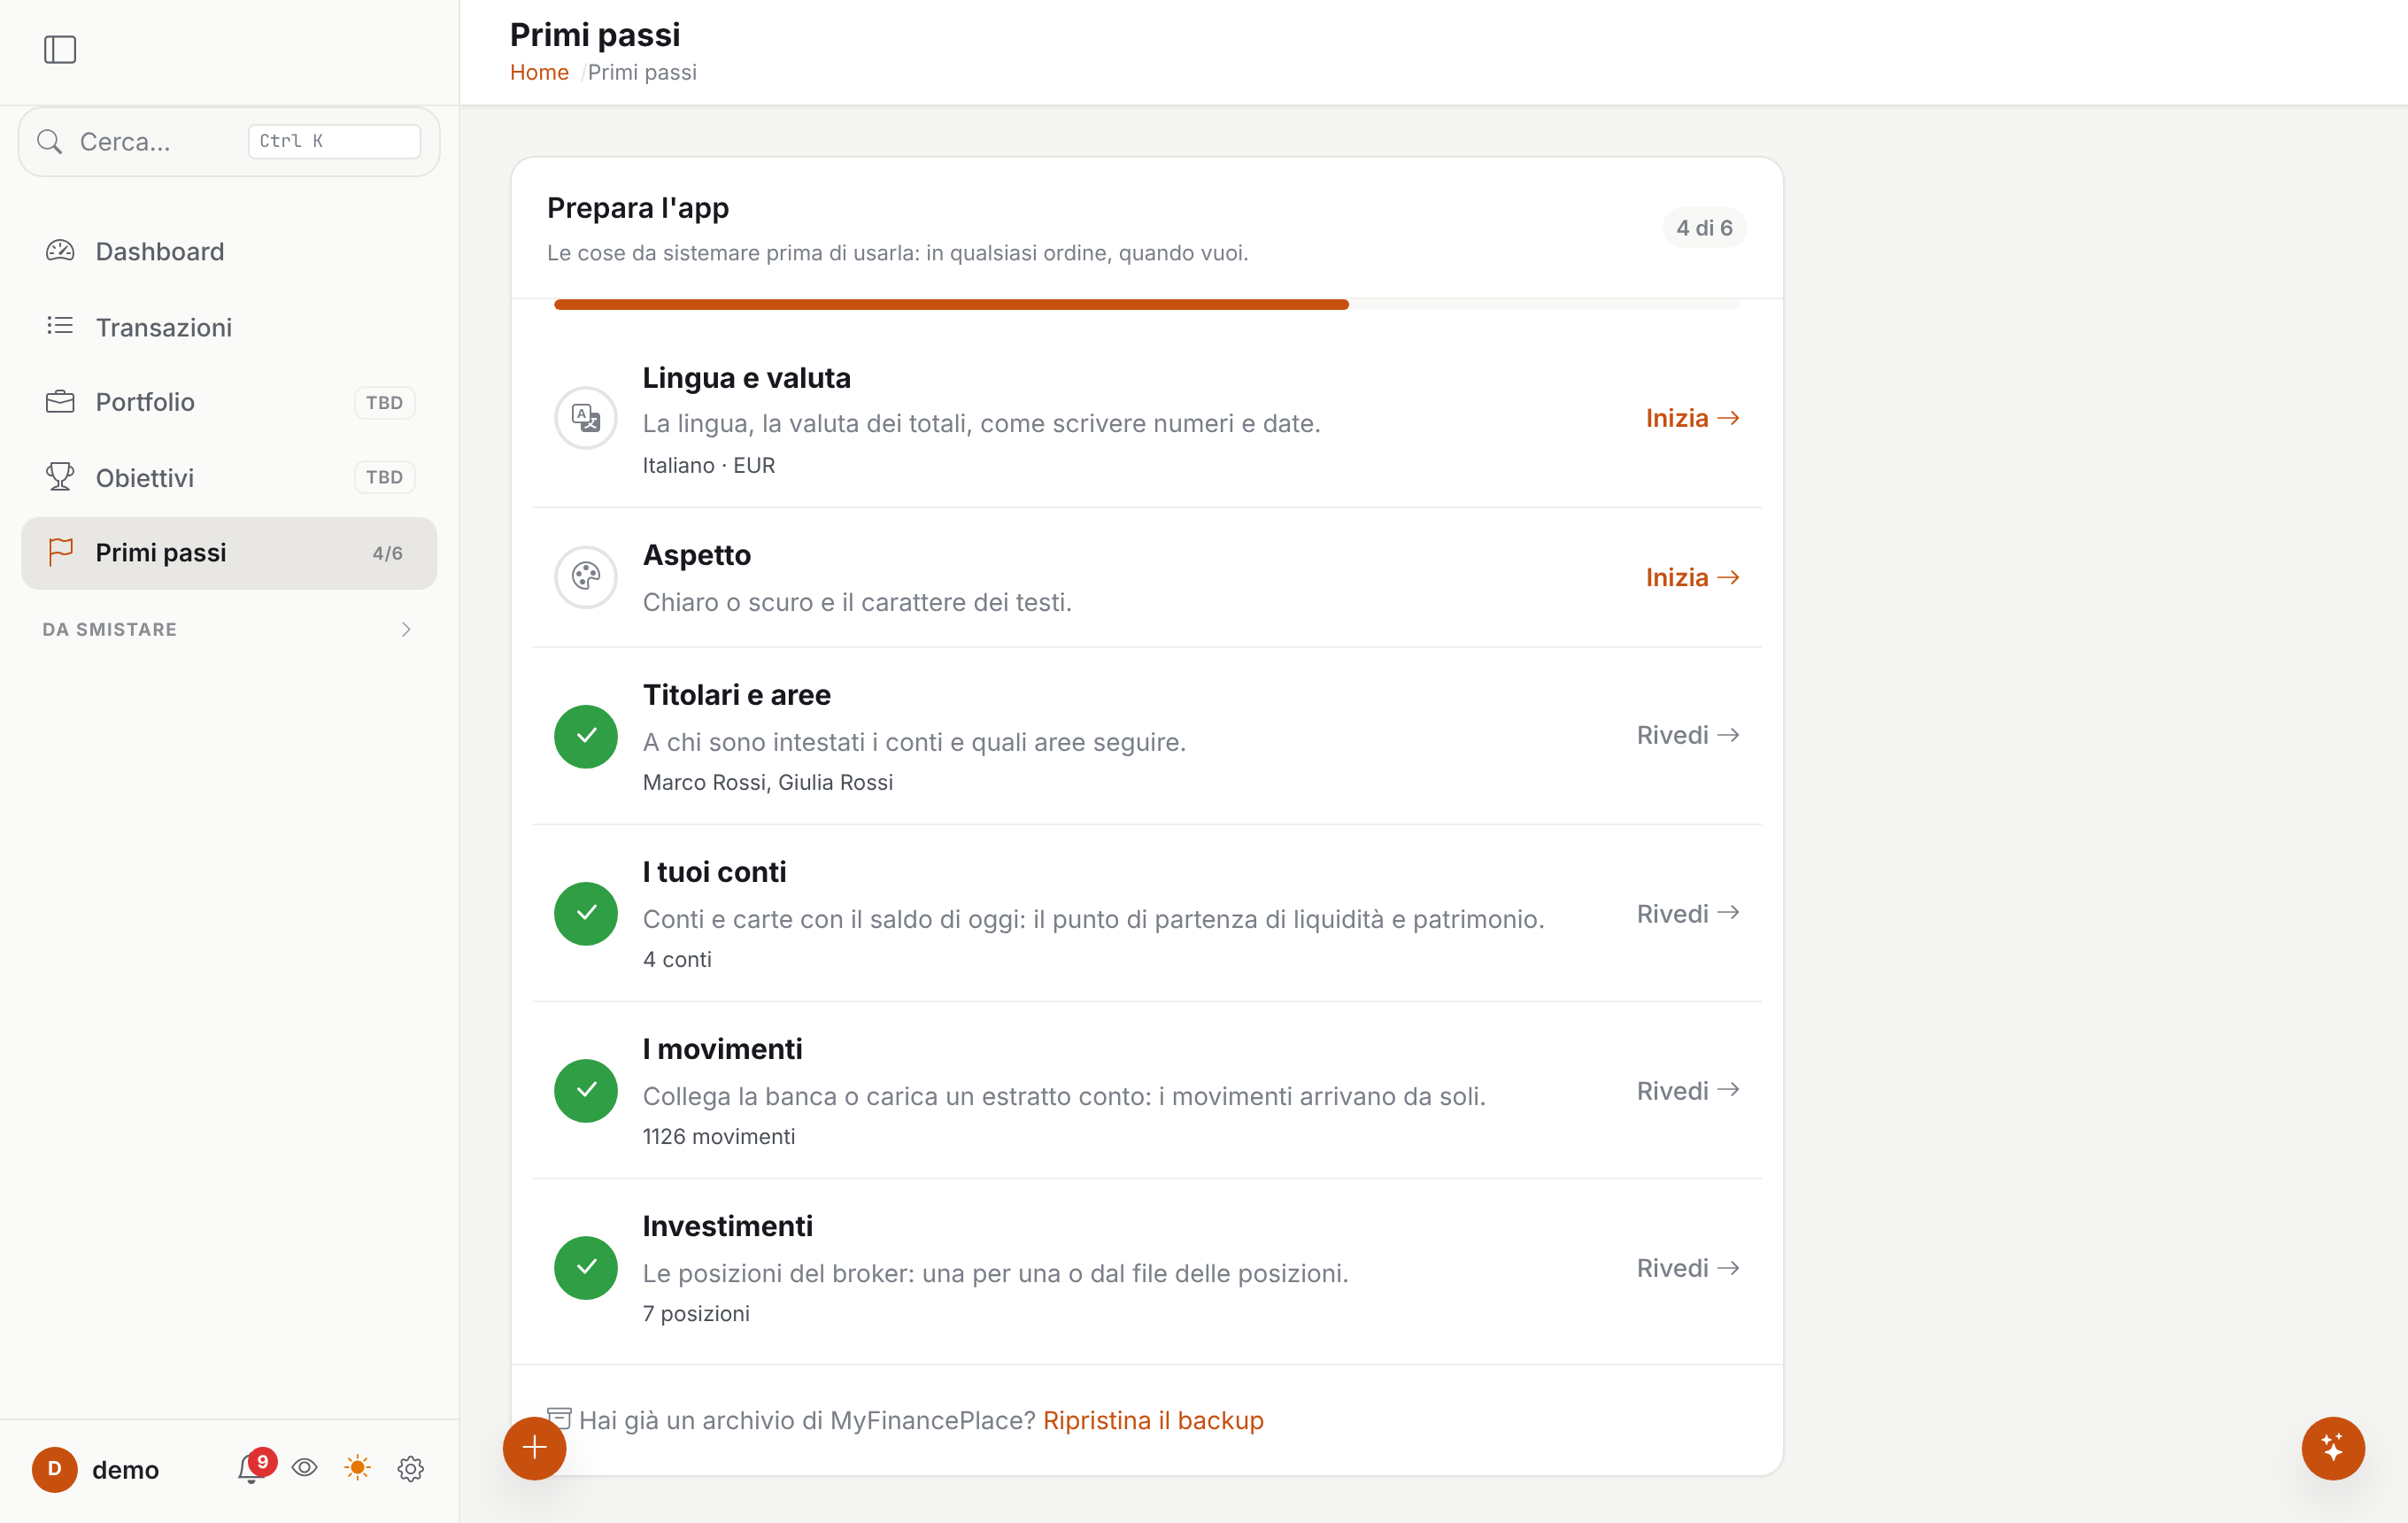 Primi passi
Home / Primi passi
Cerca...
Ctrl K
Dashboard
Transazioni
Portfolio
TBD
Obiettivi
TBD
Primi passi
4/6
DA SMISTARE
D
demo
9
Prepara l'app
4 di 6
Le cose da sistemare prima di usarla: in qualsiasi ordine, quando vuoi.
Lingua e valuta
La lingua, la valuta dei totali, come scrivere numeri e date.
Italiano · EUR
Inizia →
Aspetto
Chiaro o scuro e il carattere dei testi.
Inizia →
Titolari e aree
A chi sono intestati i conti e quali aree seguire.
Marco Rossi, Giulia Rossi
Rivedi →
I tuoi conti
Conti e carte con il saldo di oggi: il punto di partenza di liquidità e patrimonio.
4 conti
Rivedi →
I movimenti
Collega la banca o carica un estratto conto: i movimenti arrivano da soli.
1126 movimenti
Rivedi →
Investimenti
Le posizioni del broker: una per una o dal file delle posizioni.
7 posizioni
Rivedi →
Hai già un archivio di MyFinancePlace? Ripristina il backup